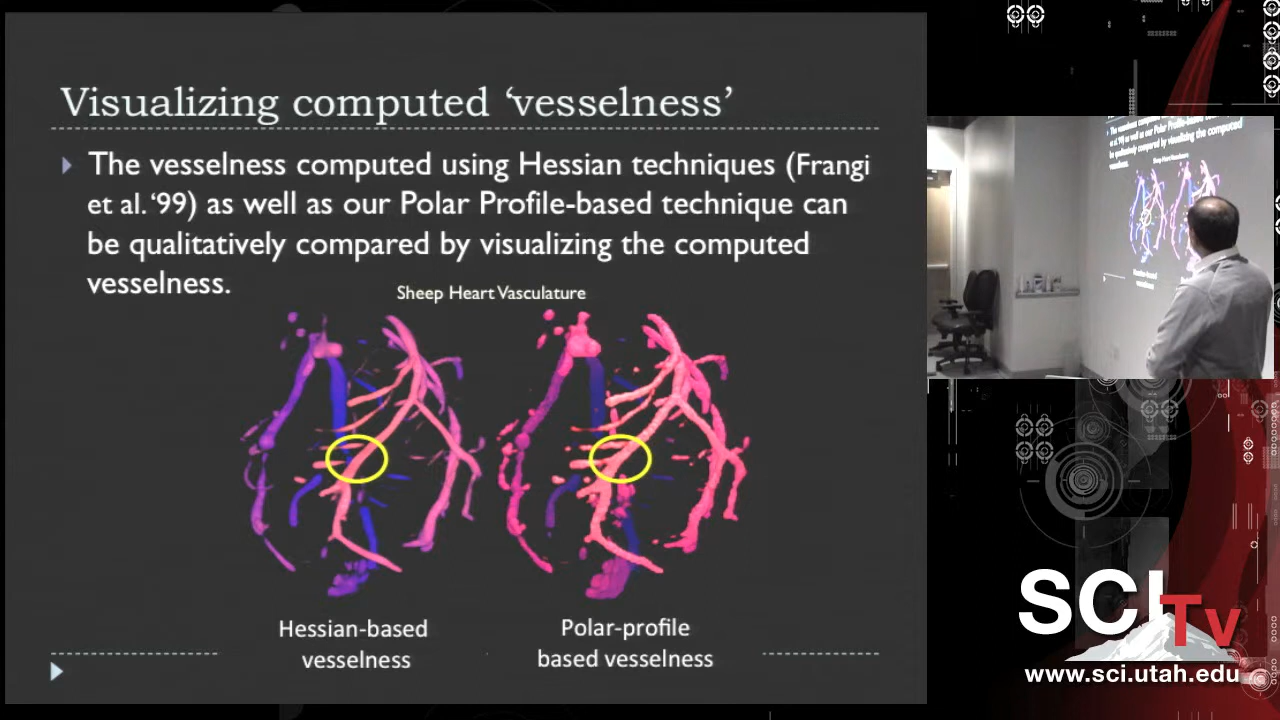 Visualizing computed ‘vesselness’
The vesselness computed using Hessian techniques (Frangi
et al. ‘99) as well as our Polar Profile-based technique can
be qualitatively compared by visualizing the computed
vesselness.
Sheep Heart Vasculature
Hessian-based
vesselness
Polar-profile
based vesselness
SCI
Tv
www.sci.utah.edu